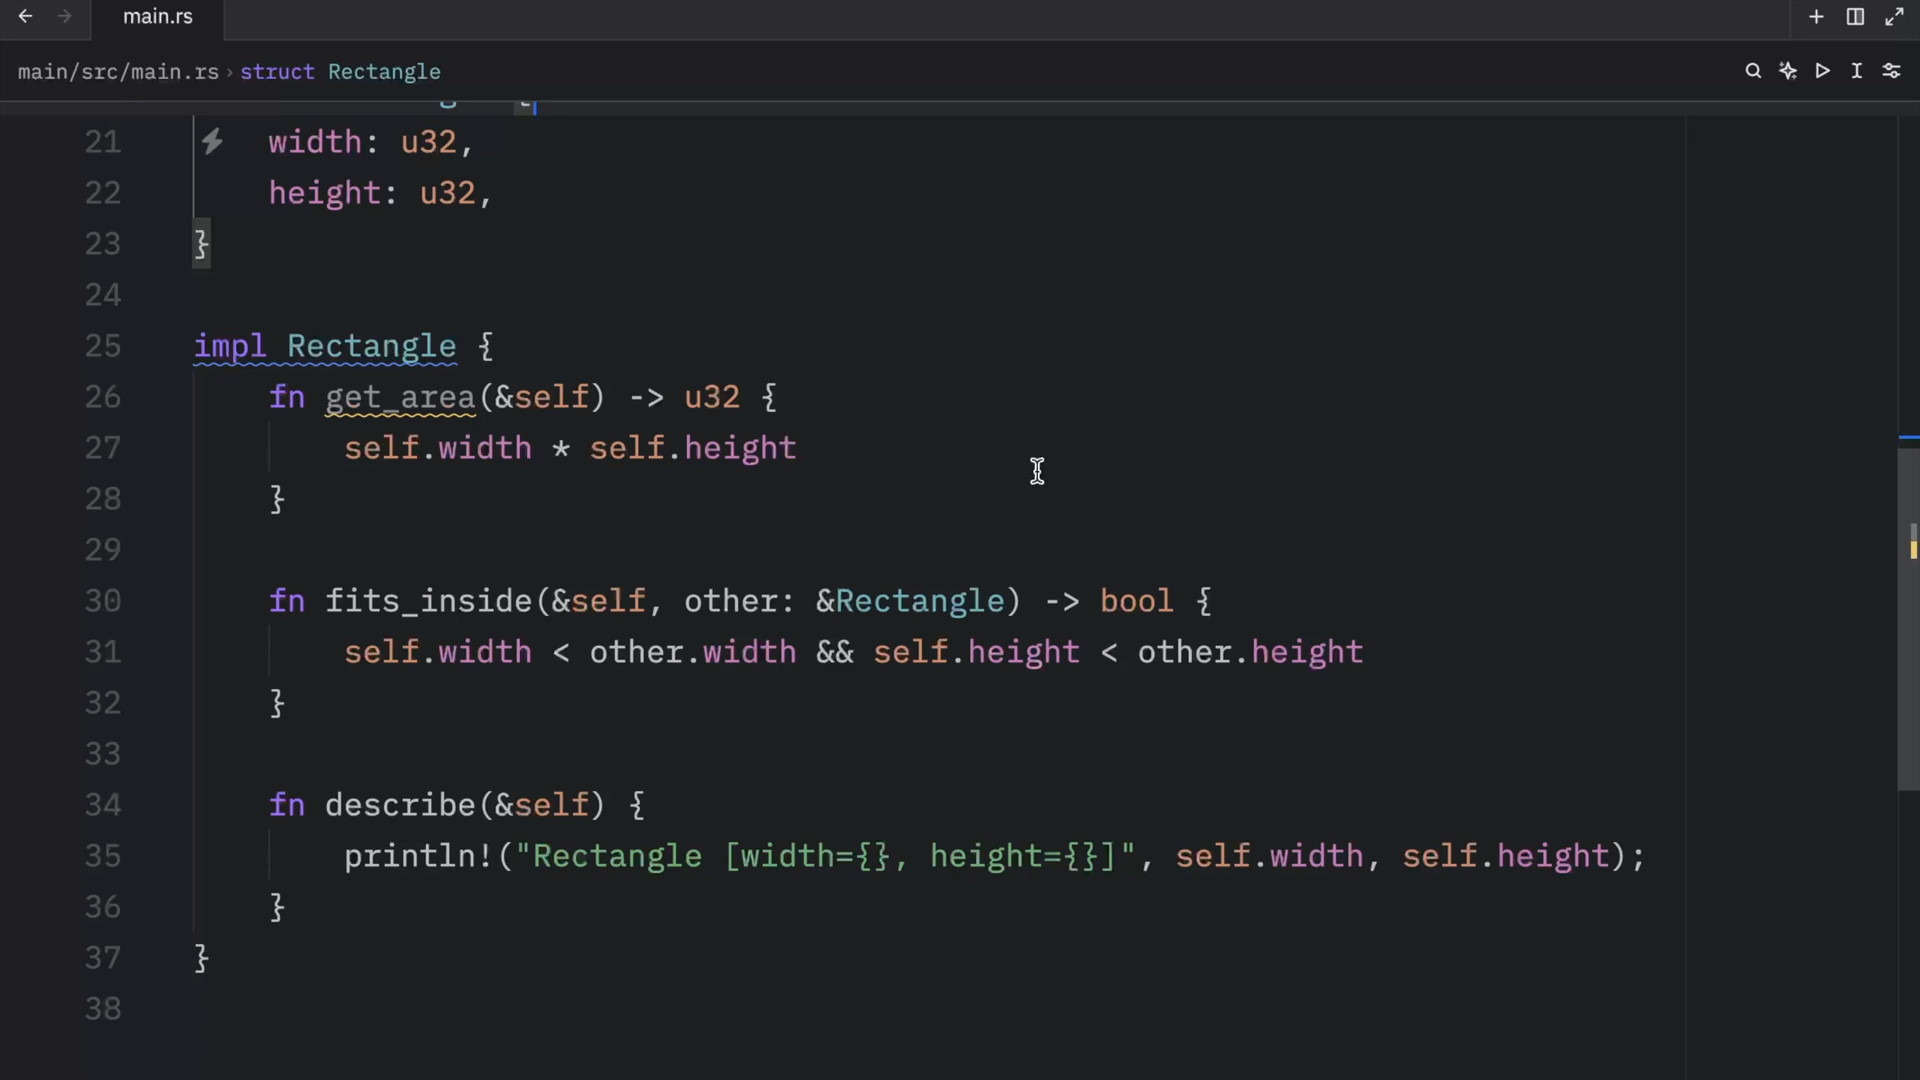 main.rs
main/src/main.rs › struct Rectangle
21 width: u32,
22 height: u32,
23 }
24
25 impl Rectangle {
26 fn get_area(&self) -> u32 {
27 self.width * self.height
28 }
29
30 fn fits_inside(&self, other: &Rectangle) -> bool {
31 self.width < other.width && self.height < other.height
32 }
33
34 fn describe(&self) {
35 println!("Rectangle [width={}, height={}]", self.width, self.height);
36 }
37 }
38